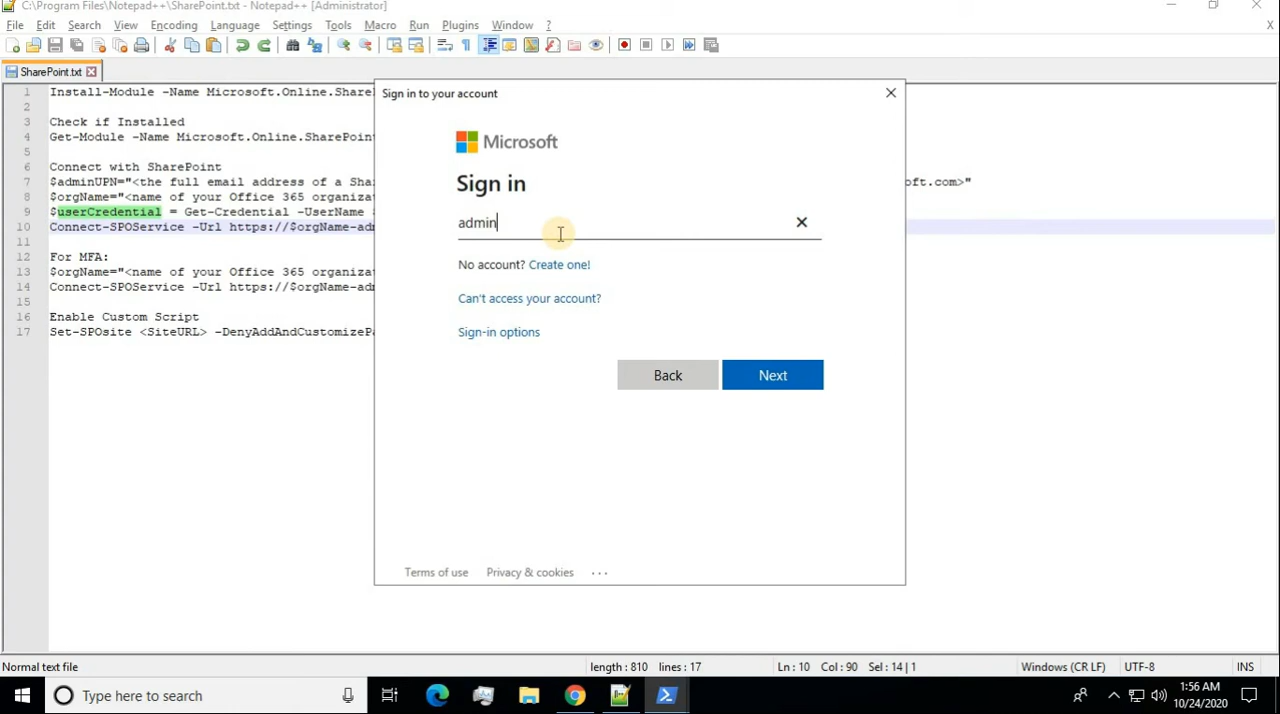 C:\Program Files\Notepad++\SharePoint.txt - Notepad++ [Administrator]
File Edit Search View Encoding Language Settings Tools Macro Run Plugins Window ?
X
SharePoint.txt
1 Install-Module -Name Microsoft.Online.Share
2
3 Check if Installed
4 Get-Module -Name Microsoft.Online.SharePoin
5
6 Connect with SharePoint
7 $adminUPN="<the full email address of a Sha oft.com>"
8 $orgName="<name of your Office 365 organiza
9 $userCredential = Get-Credential -UserName
10 Connect-SPOService -Url https://$orgName-ad
11
12 For MFA:
13 $orgName="<name of your Office 365 organiza
14 Connect-SPOService -Url https://$orgName-ad
15
16 Enable Custom Script
17 Set-SPOsite <SiteURL> -DenyAddAndCustomizeP
Sign in to your account
Microsoft
Sign in
admin
No account? Create one!
Can't access your account?
Sign-in options
Back Next
Terms of use Privacy & cookies ...
Normal text file length : 810 lines : 17 Ln : 10 Col : 90 Sel : 14 | 1 Windows (CR LF) UTF-8 INS
Type here to search
1:56 AM
10/24/2020